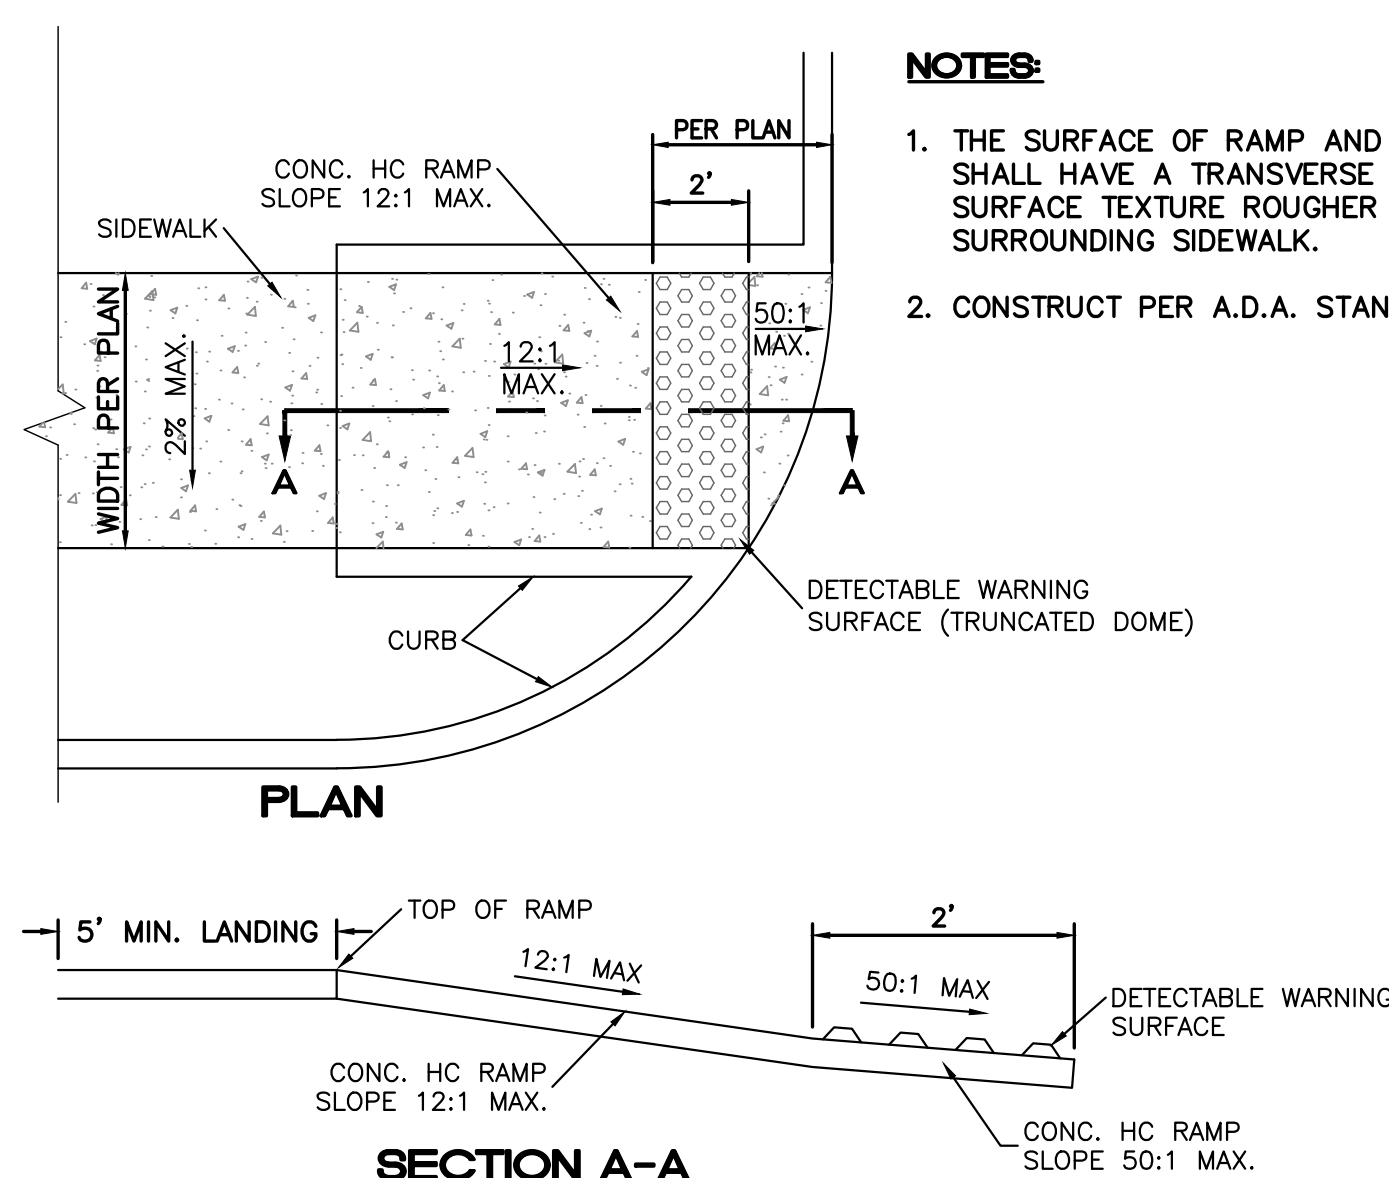 NOTES:
1. THE SURFACE OF RAMP AND
SHALL HAVE A TRANSVERSE
SURFACE TEXTURE ROUGHER
SURROUNDING SIDEWALK.
2. CONSTRUCT PER A.D.A. STAN
PER PLAN
2'
CONC. HC RAMP
SLOPE 12:1 MAX.
SIDEWALK
WIDTH PER PLAN
2% MAX.
12:1
MAX.
50:1
MAX.
A
A
DETECTABLE WARNING
SURFACE (TRUNCATED DOME)
CURB
PLAN
5' MIN. LANDING
TOP OF RAMP
12:1 MAX
2'
50:1 MAX
DETECTABLE WARNING
SURFACE
CONC. HC RAMP
SLOPE 12:1 MAX.
CONC. HC RAMP
SLOPE 50:1 MAX.
SECTION A-A